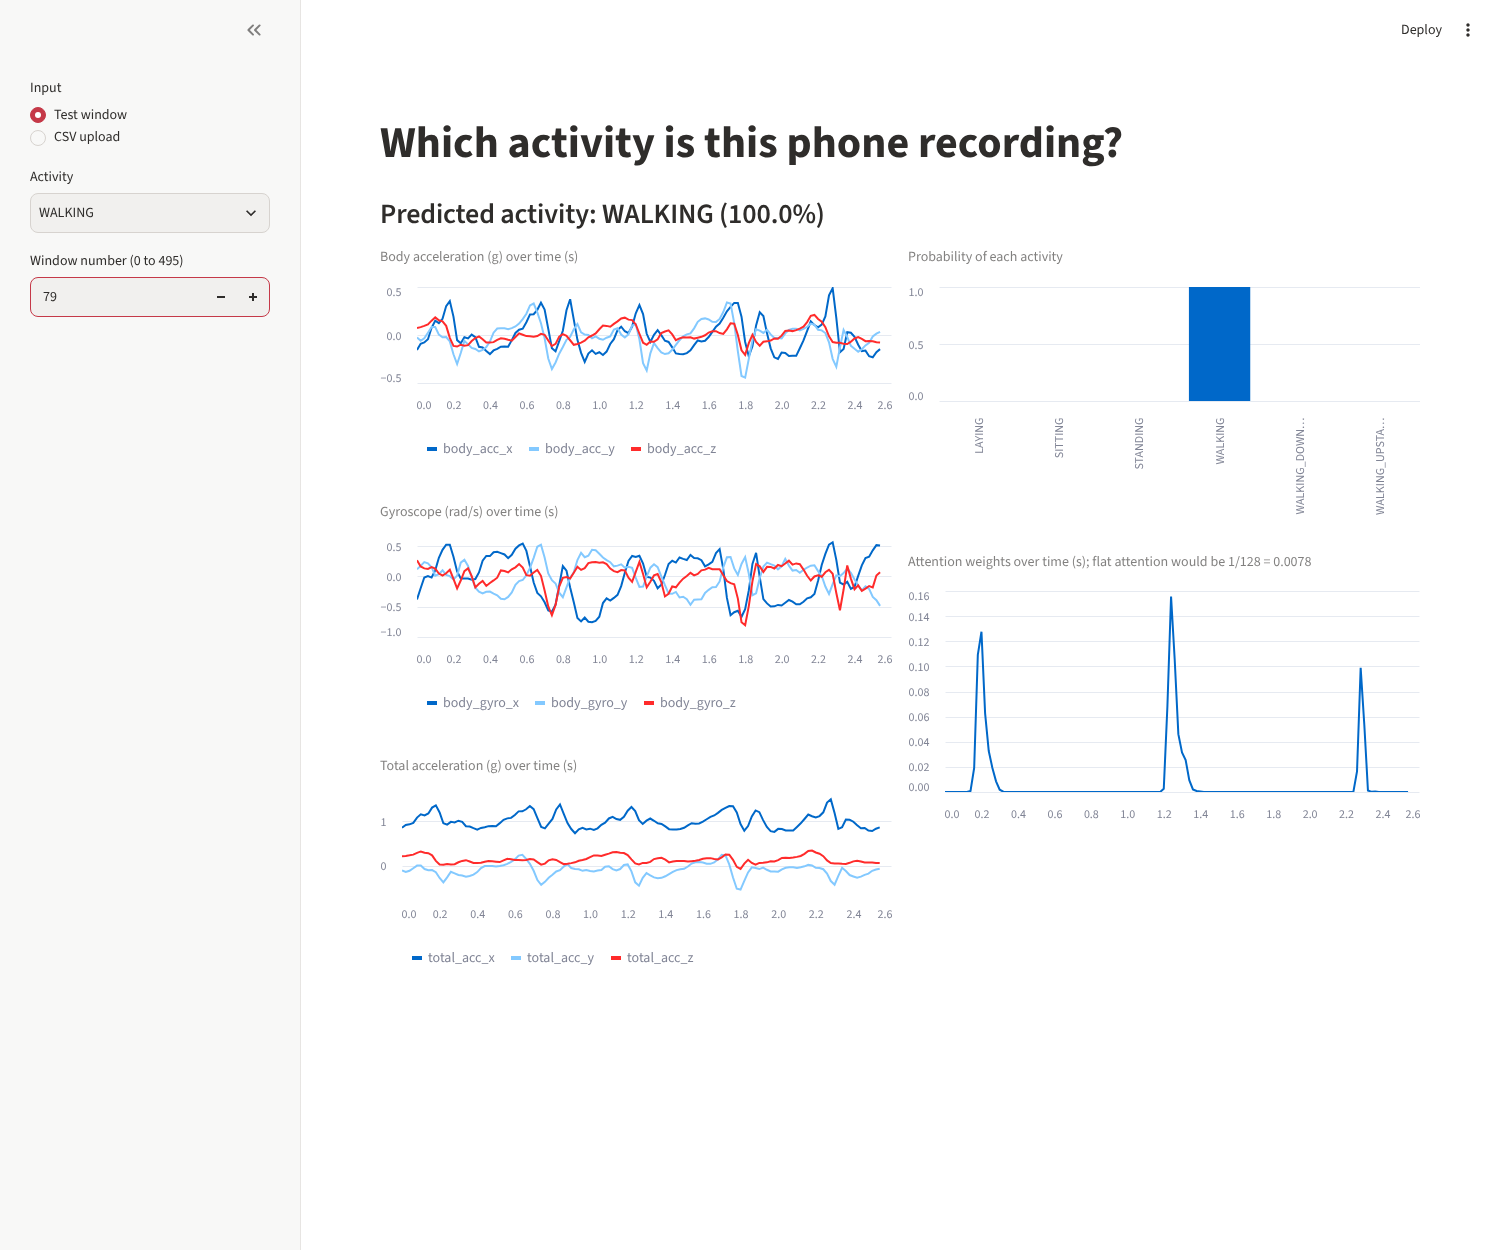 Deploy
Input
Test window
CSV upload
Activity
WALKING
Window number (0 to 495)
79
Which activity is this phone recording?
Predicted activity: WALKING (100.0%)
Body acceleration (g) over time (s)
0.5
0.0
−0.5
0.0 0.2 0.4 0.6 0.8 1.0 1.2 1.4 1.6 1.8 2.0 2.2 2.4 2.6
body_acc_x body_acc_y body_acc_z
Gyroscope (rad/s) over time (s)
0.5
0.0
−0.5
−1.0
0.0 0.2 0.4 0.6 0.8 1.0 1.2 1.4 1.6 1.8 2.0 2.2 2.4 2.6
body_gyro_x body_gyro_y body_gyro_z
Total acceleration (g) over time (s)
1
0
0.0 0.2 0.4 0.6 0.8 1.0 1.2 1.4 1.6 1.8 2.0 2.2 2.4 2.6
total_acc_x total_acc_y total_acc_z
Probability of each activity
1.0
0.5
0.0
LAYING
SITTING
STANDING
WALKING
WALKING_DOWN…
WALKING_UPSTA…
Attention weights over time (s); flat attention would be 1/128 = 0.0078
0.16
0.14
0.12
0.10
0.08
0.06
0.04
0.02
0.00
0.0 0.2 0.4 0.6 0.8 1.0 1.2 1.4 1.6 1.8 2.0 2.2 2.4 2.6